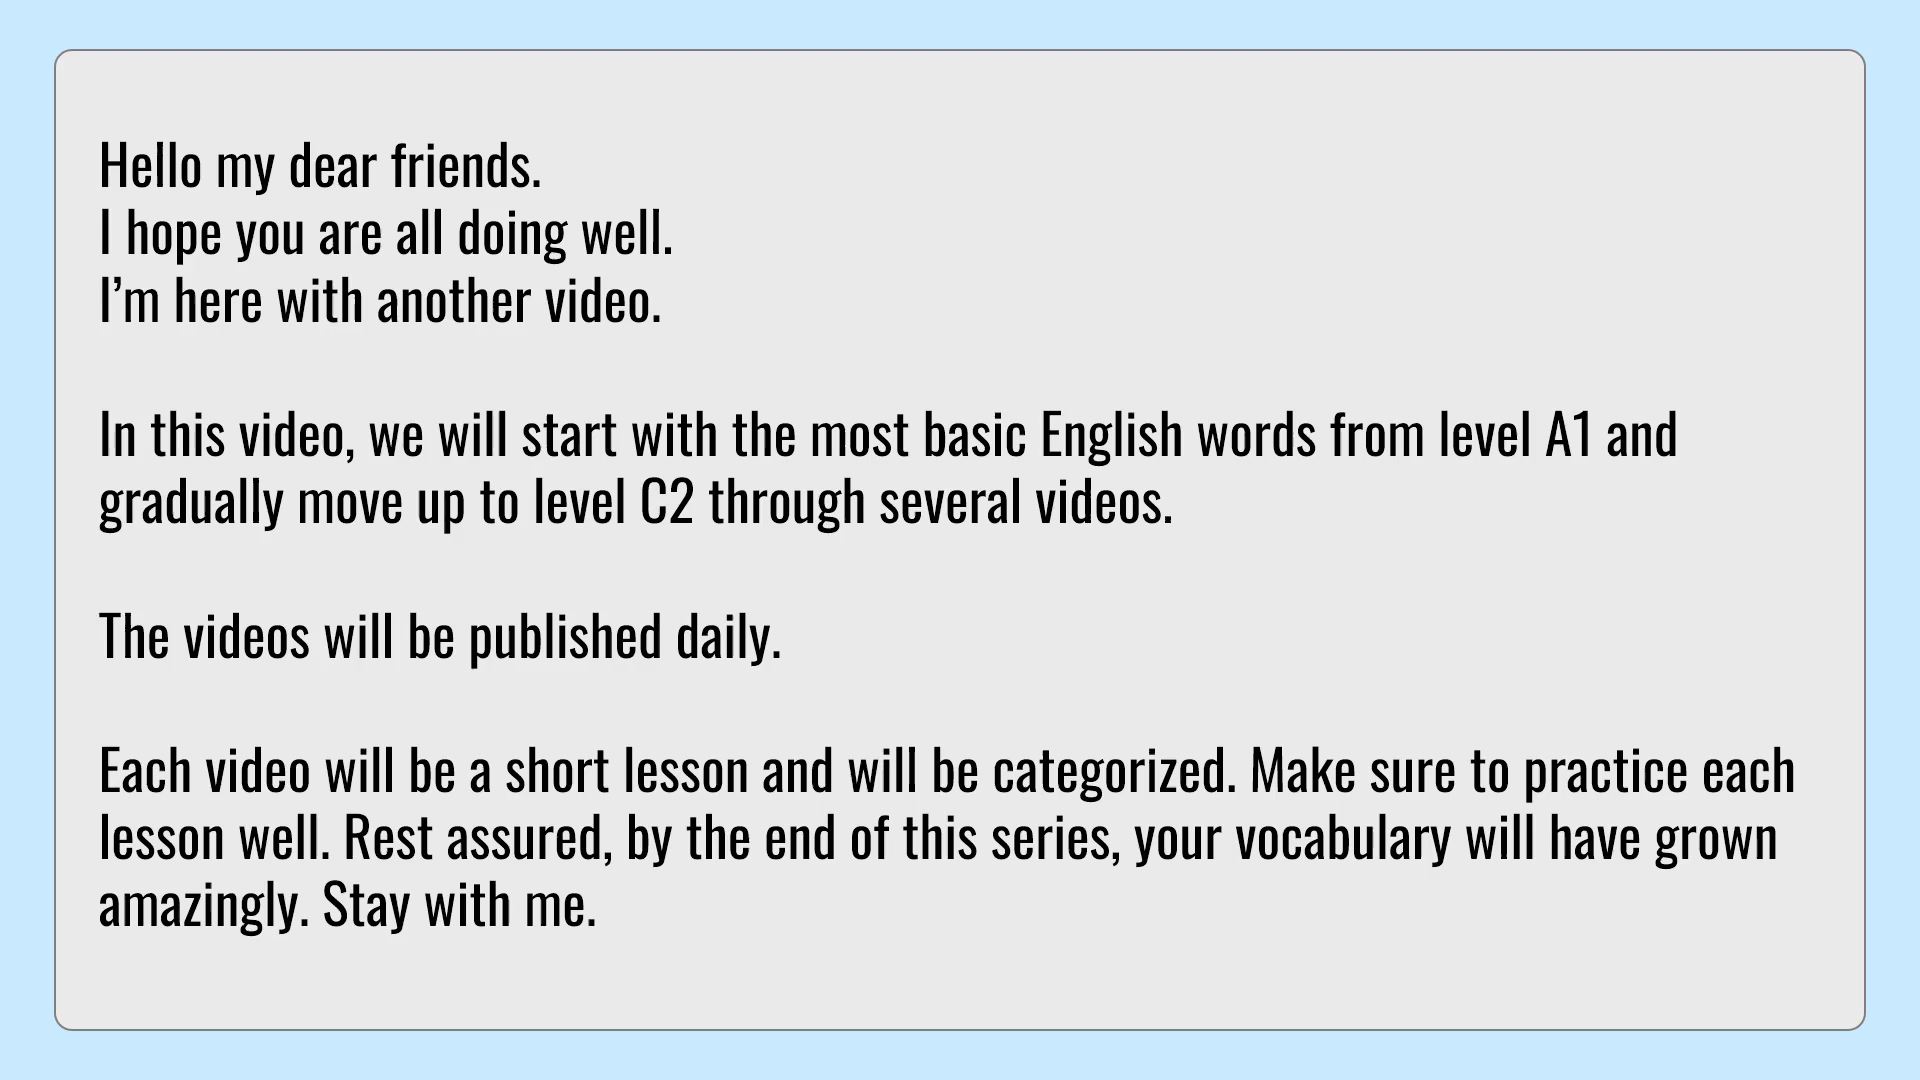 Hello my dear friends.
I hope you are all doing well.
I’m here with another video.
In this video, we will start with the most basic English words from level A1 and
gradually move up to level C2 through several videos.
The videos will be published daily.
Each video will be a short lesson and will be categorized. Make sure to practice each
lesson well. Rest assured, by the end of this series, your vocabulary will have grown
amazingly. Stay with me.